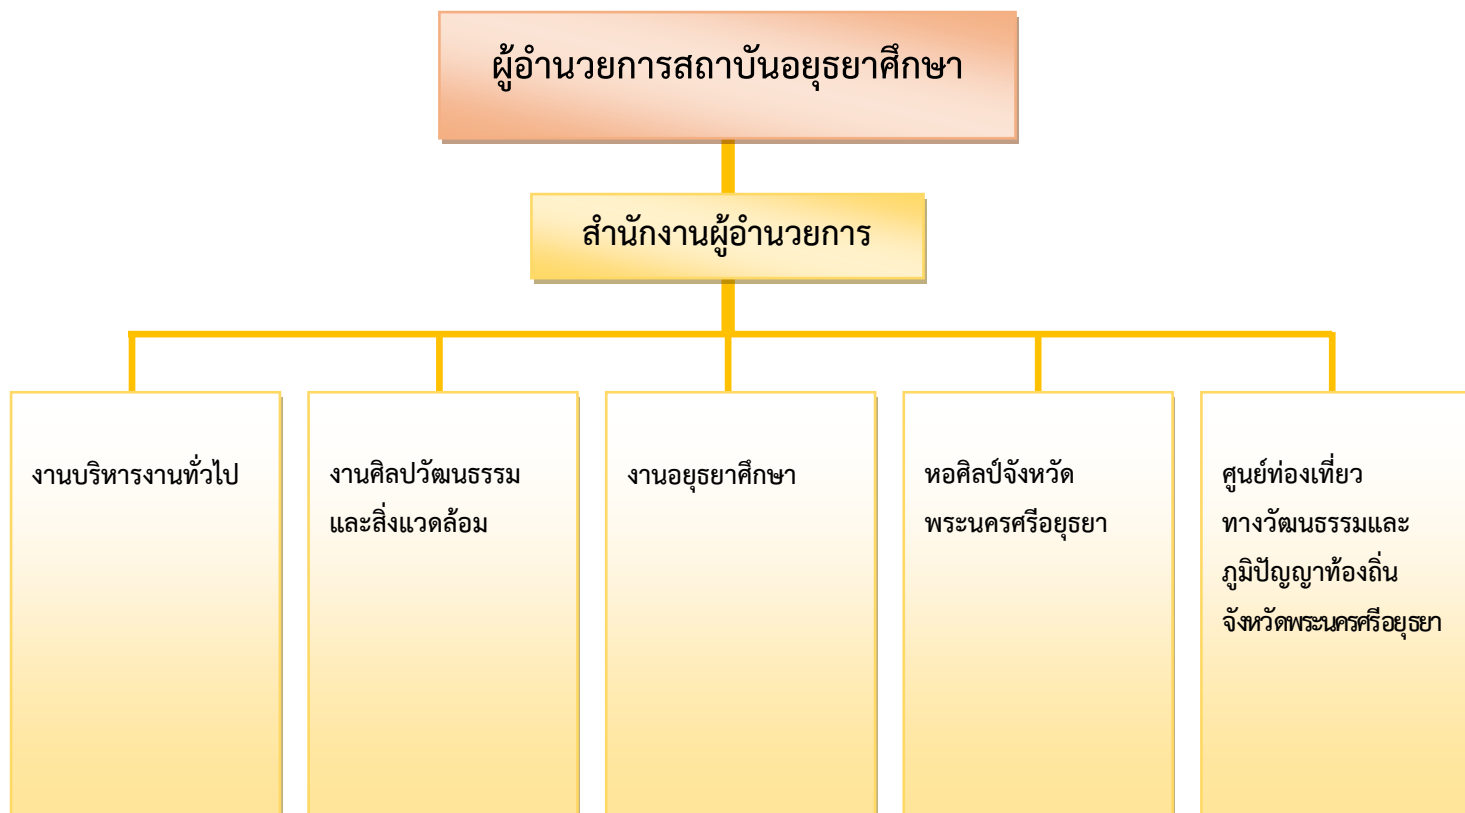 ผู้อำนวยการสถาบันอยุธยาศึกษา
สำนักงานผู้อำนวยการ
งานบริหารงานทั่วไป
งานศิลปวัฒนธรรม
และสิ่งแวดล้อม
งานอยุธยาศึกษา
หอศิลป์จังหวัด
พระนครศรีอยุธยา
ศูนย์ท่องเที่ยว
ทางวัฒนธรรมและ
ภูมิปัญญาท้องถิ่น
จังหวัดพระนครศรีอยุธยา